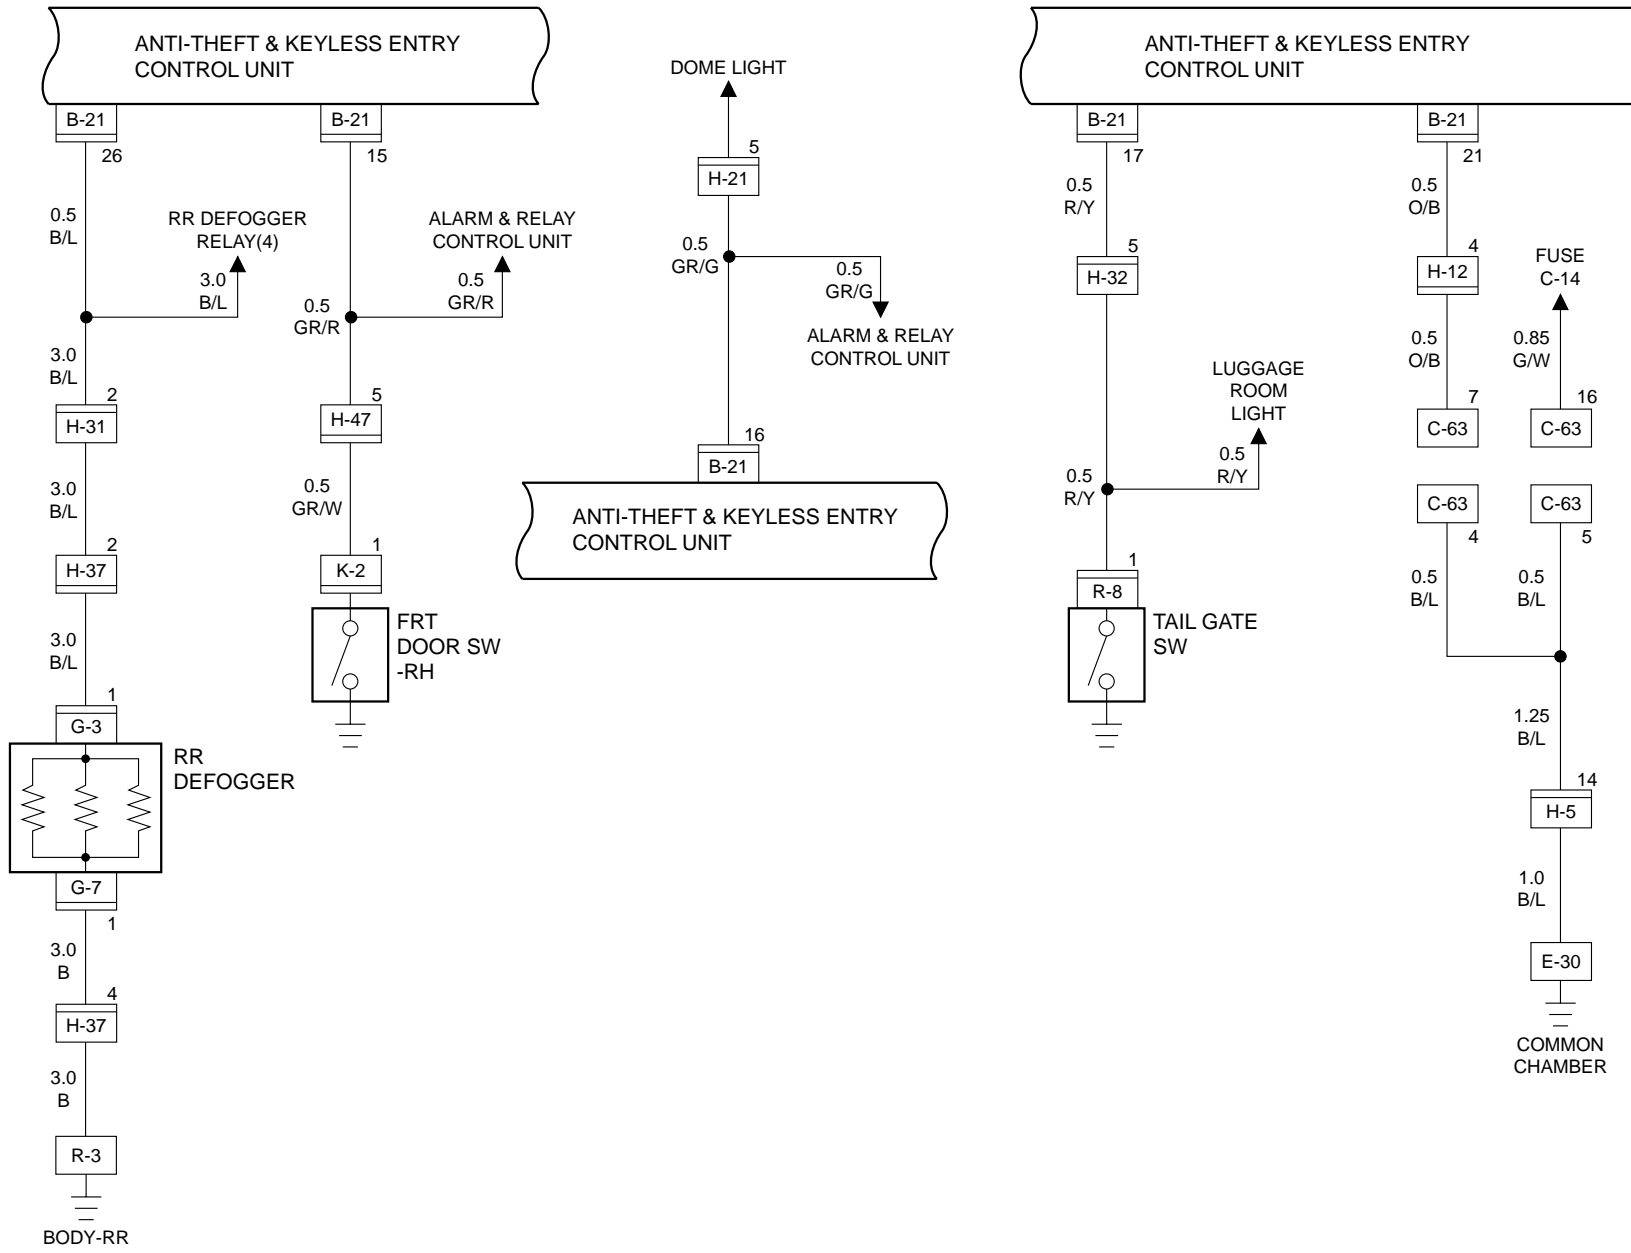 ANTI-THEFT & KEYLESS ENTRY
CONTROL UNIT
B-21
26
0.5
B/L
RR DEFOGGER
RELAY(4)
3.0
B/L
3.0
B/L
2
H-31
3.0
B/L
2
H-37
3.0
B/L
1
G-3
RR
DEFOGGER
G-7
1
3.0
B
4
H-37
3.0
B
R-3
BODY-RR
B-21
15
ALARM & RELAY
CONTROL UNIT
0.5
GR/R
0.5
GR/R
5
H-47
0.5
GR/W
1
K-2
FRT
DOOR SW
-RH
DOME LIGHT
5
H-21
0.5
GR/G
0.5
GR/G
ALARM & RELAY
CONTROL UNIT
16
B-21
ANTI-THEFT & KEYLESS ENTRY
CONTROL UNIT
ANTI-THEFT & KEYLESS ENTRY
CONTROL UNIT
B-21
17
0.5
R/Y
5
H-32
LUGGAGE
ROOM
LIGHT
0.5
R/Y
0.5
R/Y
1
R-8
TAIL GATE
SW
B-21
21
0.5
O/B
4
H-12
0.5
O/B
7
C-63
FUSE
C-14
0.85
G/W
16
C-63
C-63
4
0.5
B/L
C-63
5
0.5
B/L
1.25
B/L
14
H-5
1.0
B/L
E-30
COMMON
CHAMBER